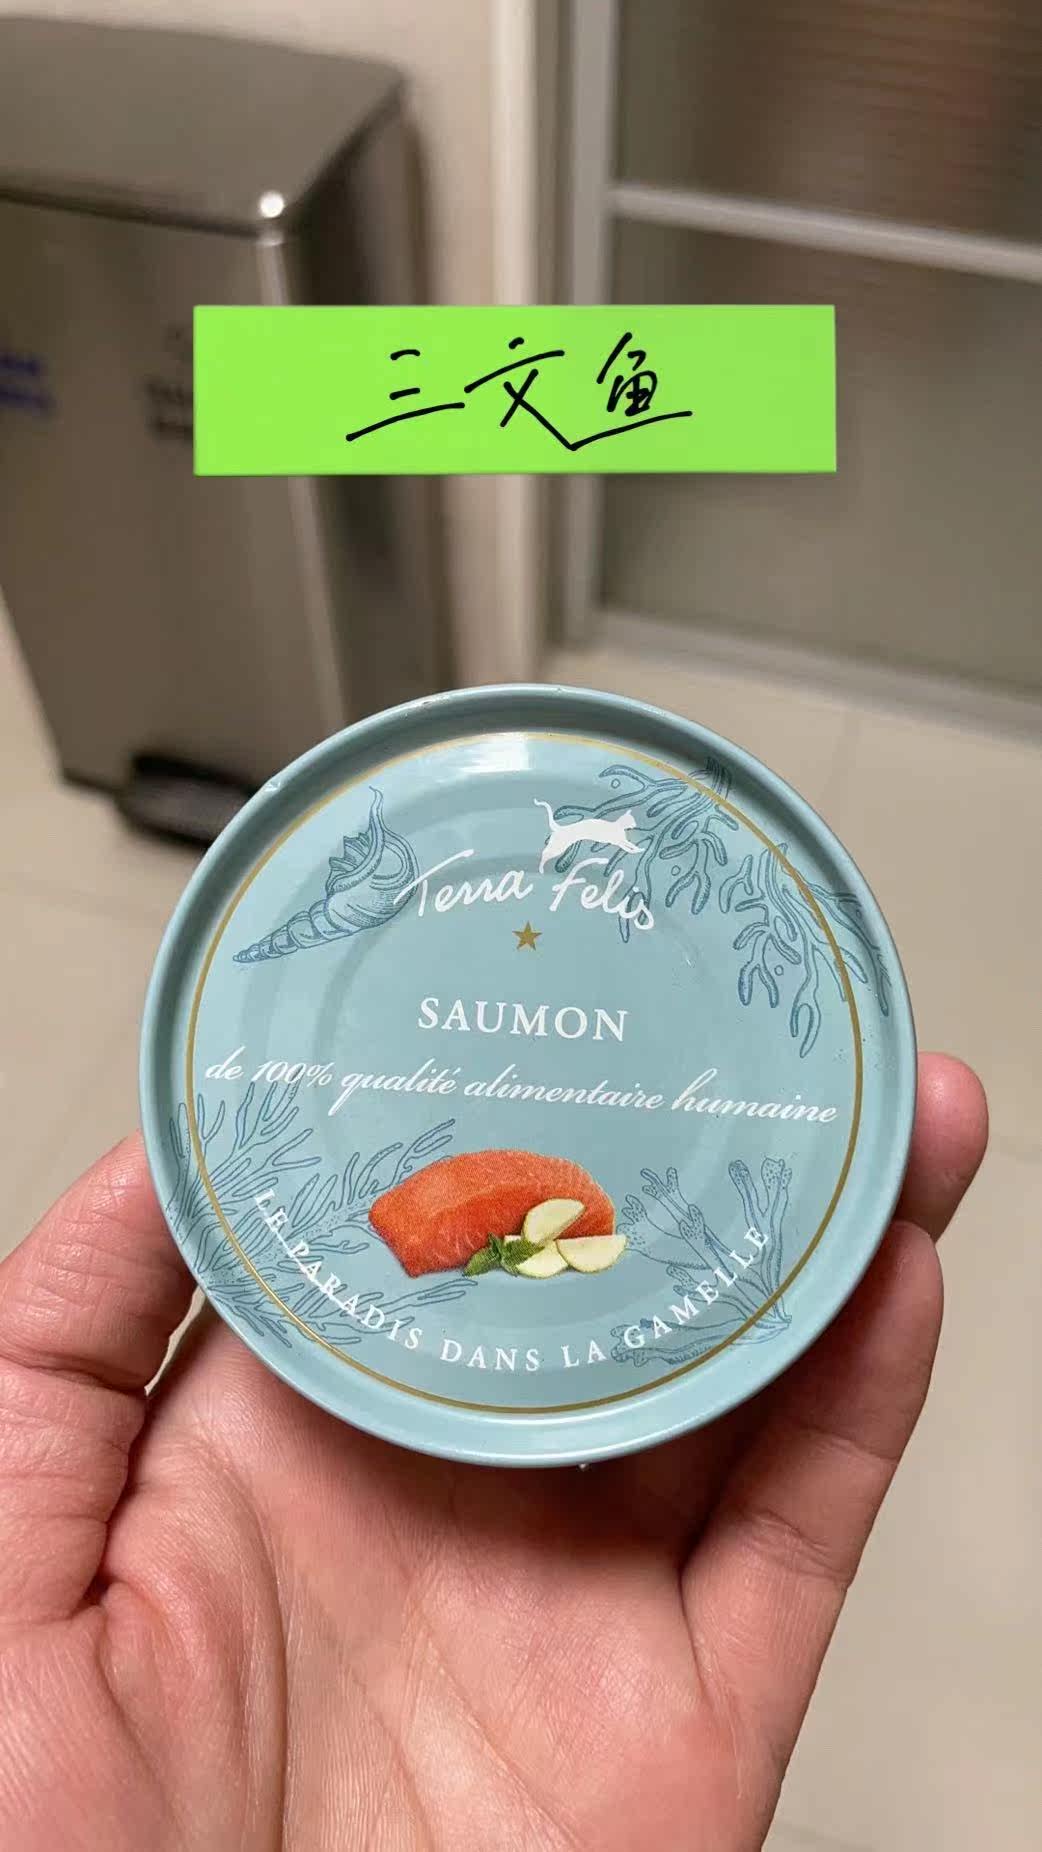 三文鱼
Terra Felis
SAUMON
de 100% qualité alimentaire humaine
LE PARADIS DANS LA GAMELLE